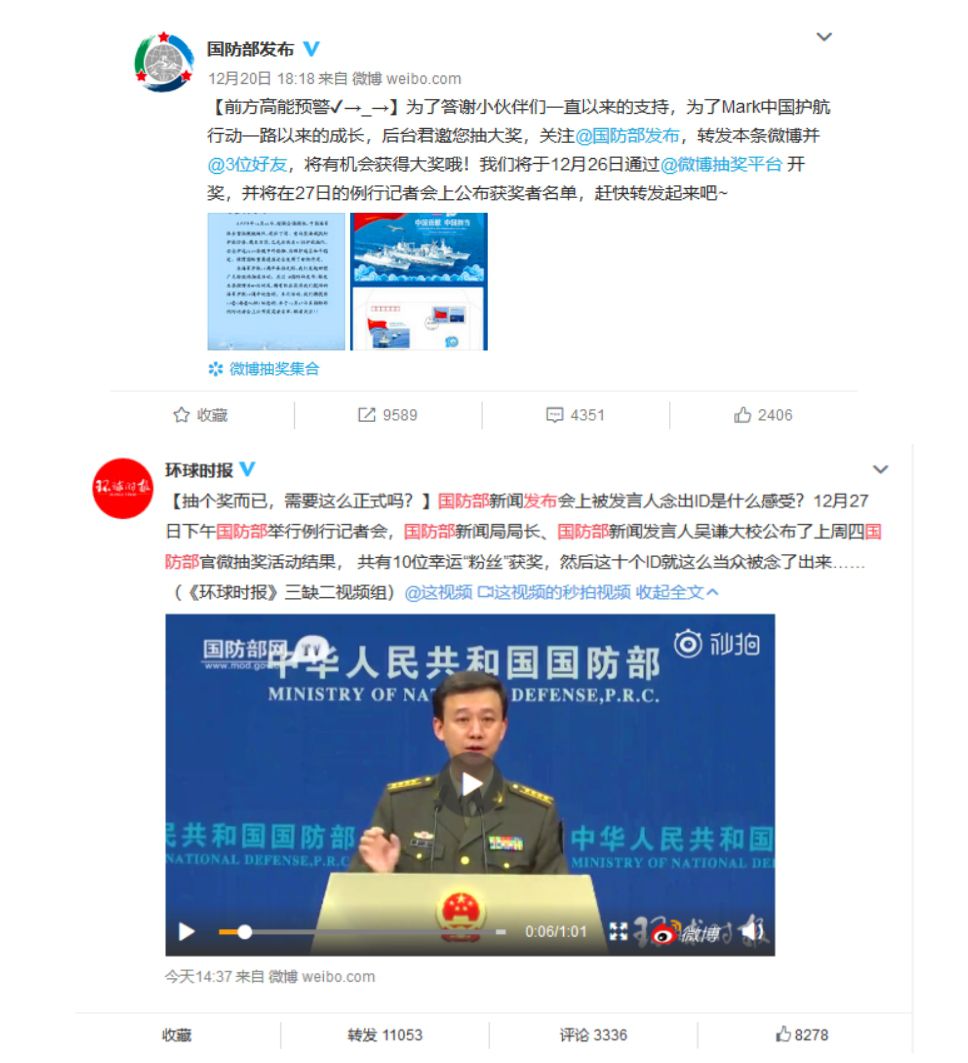 国防部发布
12月20日 18:18 来自 微博 weibo.com
【前方高能预警✓→_→】为了答谢小伙伴们一直以来的支持，为了Mark中国护航
行动一路以来的成长，后台君邀您抽大奖，关注@国防部发布，转发本条微博并
@3位好友，将有机会获得大奖哦！我们将于12月26日通过@微博抽奖平台 开
奖，并将在27日的例行记者会上公布获奖者名单，赶快转发起来吧~
微博抽奖集合
收藏
9589
4351
2406
环球时报
环球时报
【抽个奖而已，需要这么正式吗？】国防部新闻发布会上被发言人念出ID是什么感受？12月27
日下午国防部举行例行记者会，国防部新闻局局长、国防部新闻发言人吴谦大校公布了上周四国
防部官微抽奖活动结果， 共有10位幸运“粉丝”获奖，然后这十个ID就这么当众被念了出来……
（《环球时报》三缺二视频组）@这视频 这视频的秒拍视频 收起全文
国防部网 TV
www.mod.gov
秒拍
中华人民共和国国防部
MINISTRY OF NATIONAL DEFENSE,P.R.C.
民共和国国防部
NATIONAL DEFENSE,P.R.C.
中华人民共和国
MINISTRY OF NATIONAL DE
0:06/1:01
环球时报
微博
今天14:37 来自 微博 weibo.com
收藏
转发 11053
评论 3336
8278